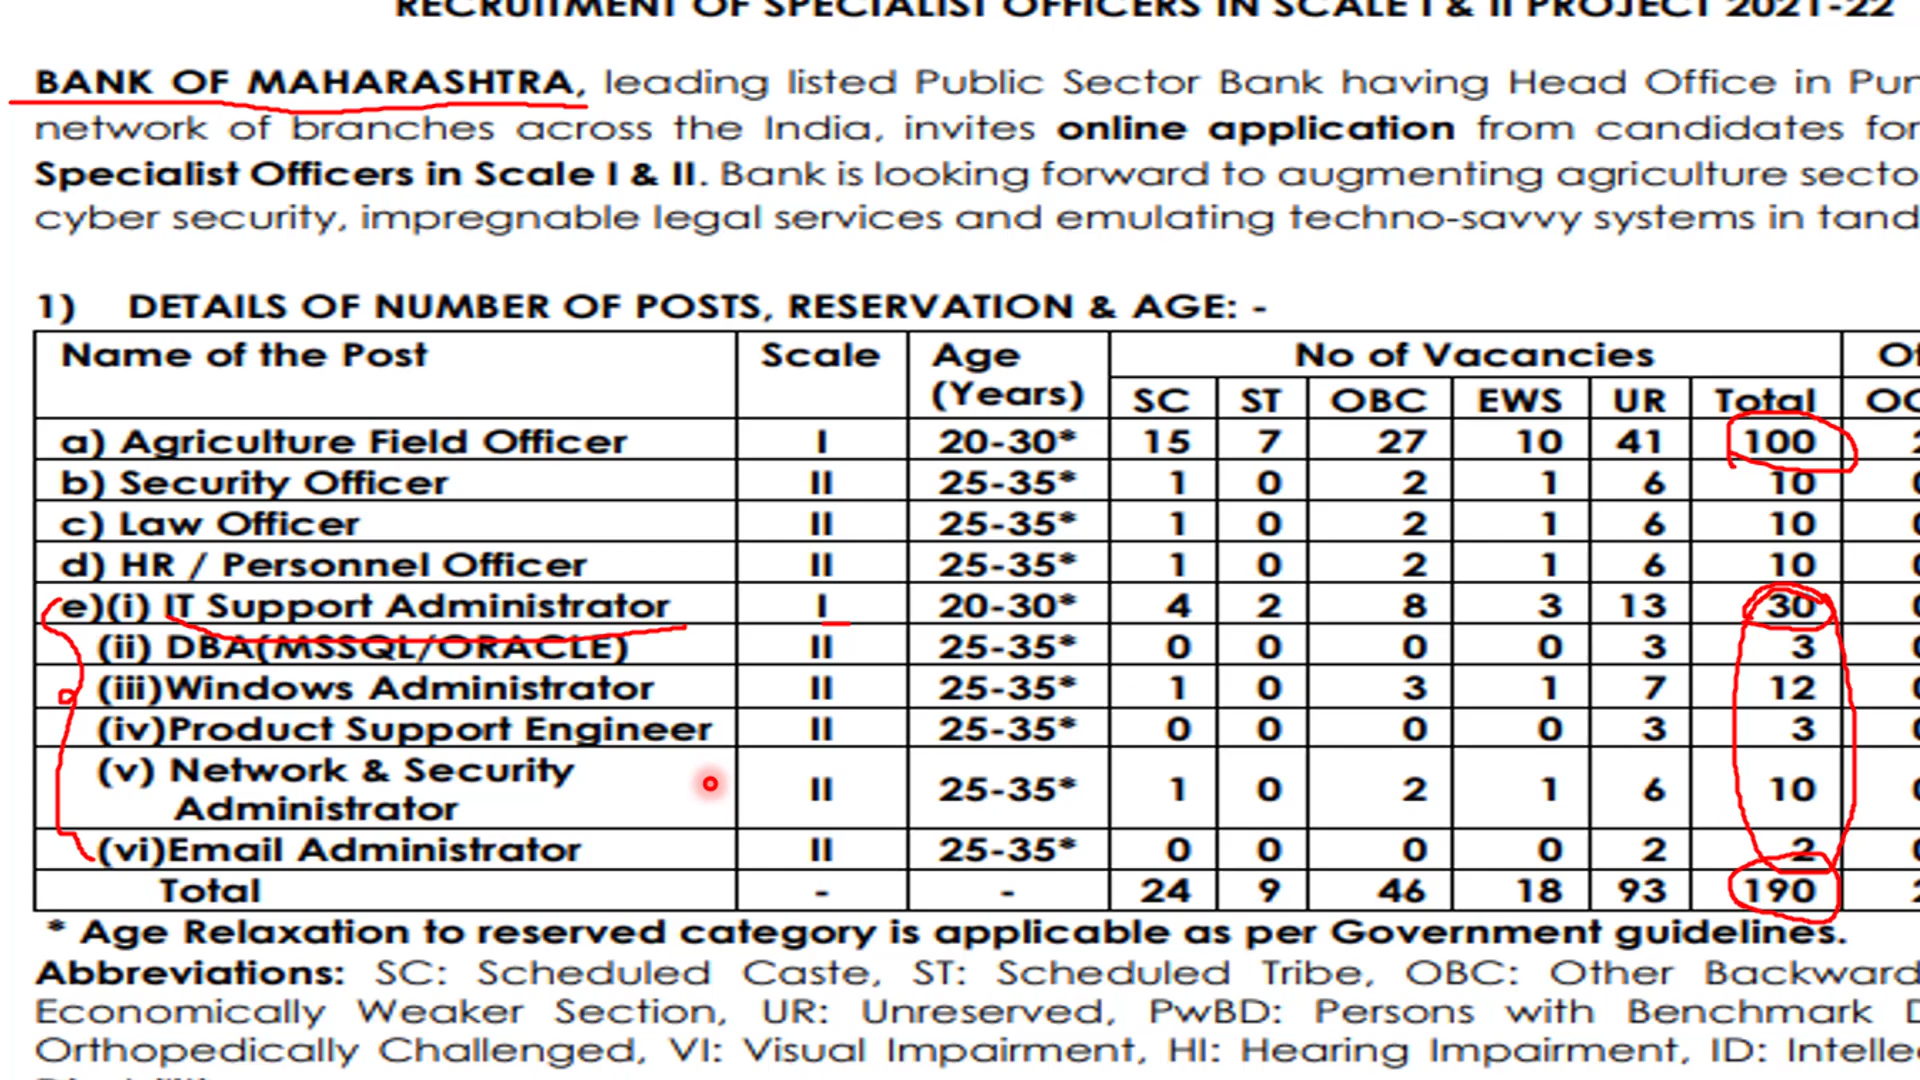 RECRUITMENT OF SPECIALIST OFFICERS IN SCALE I & II PROJECT 2021-22
BANK OF MAHARASHTRA, leading listed Public Sector Bank having Head Office in
network of branches across the India, invites online application from candidates for
Specialist Officers in Scale I & II. Bank is looking forward to augmenting agriculture
cyber security, impregnable legal services and emulating techno-savvy systems in
1) DETAILS OF NUMBER OF POSTS, RESERVATION & AGE: -
Name of the Post Scale Age (Years) No of Vacancies
SC ST OBC EWS UR Total
a) Agriculture Field Officer I 20-30* 15 7 27 10 41 100
b) Security Officer II 25-35* 1 0 2 1 6 10
c) Law Officer II 25-35* 1 0 2 1 6 10
d) HR / Personnel Officer II 25-35* 1 0 2 1 6 10
e)(i) IT Support Administrator I 20-30* 4 2 8 3 13 30
(ii) DBA(MSSQL/ORACLE) II 25-35* 0 0 0 0 3 3
(iii)Windows Administrator II 25-35* 1 0 3 1 7 12
(iv)Product Support Engineer II 25-35* 0 0 0 0 3 3
(v) Network & Security Administrator II 25-35* 1 0 2 1 6 10
(vi)Email Administrator II 25-35* 0 0 0 0 2 2
Total - - 24 9 46 18 93 190
* Age Relaxation to reserved category is applicable as per Government guidelines.
Abbreviations: SC: Scheduled Caste, ST: Scheduled Tribe, OBC: Other Backward
Economically Weaker Section, UR: Unreserved, PwBD: Persons with Benchmark
Orthopedically Challenged, VI: Visual Impairment, HI: Hearing Impairment, ID: